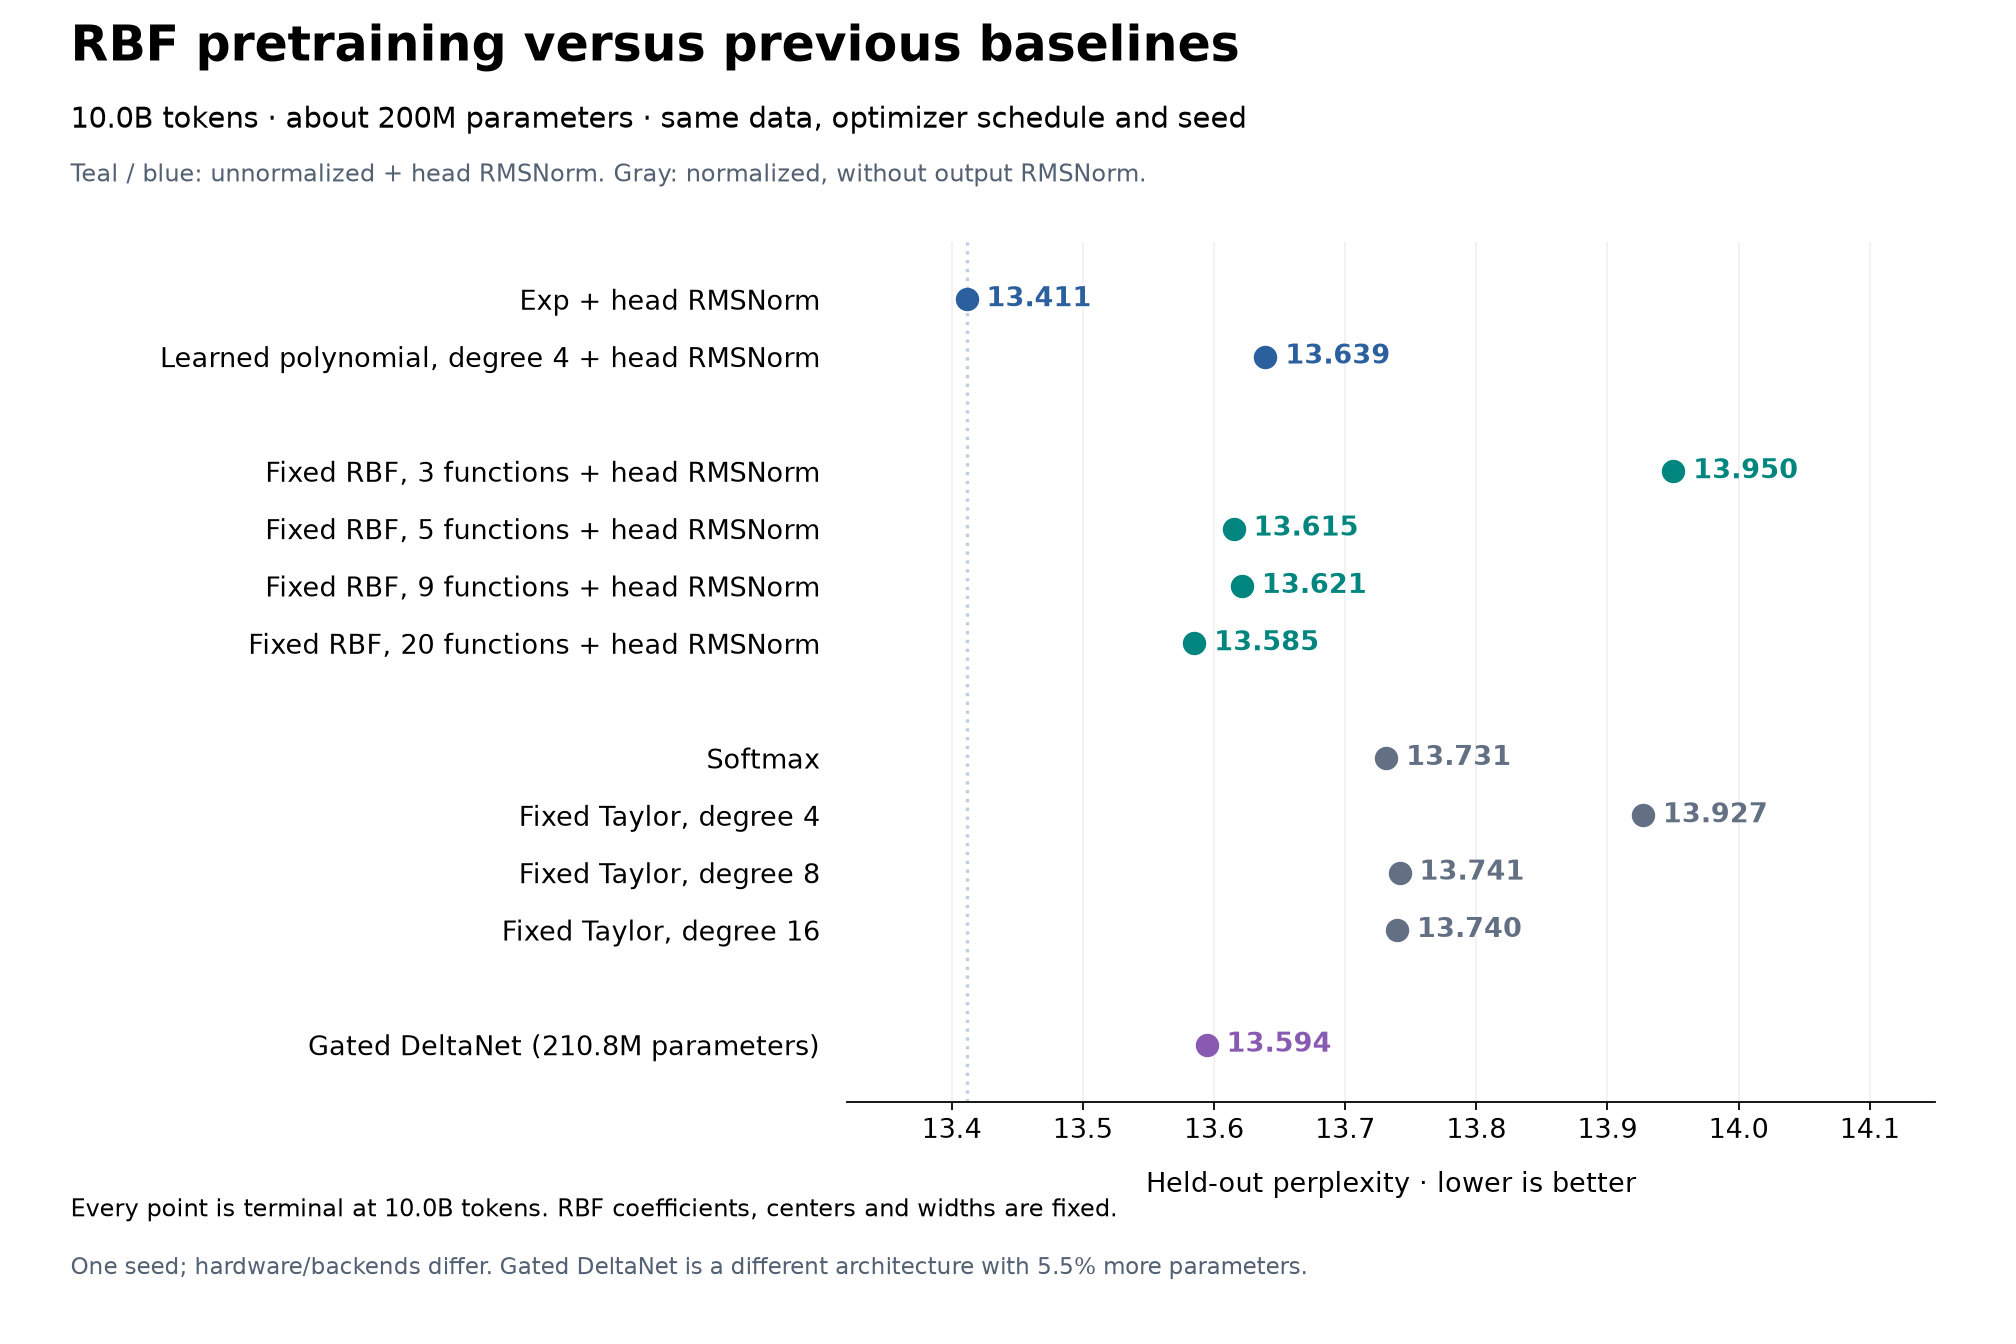 RBF pretraining versus previous baselines
10.0B tokens · about 200M parameters · same data, optimizer schedule and seed
Teal / blue: unnormalized + head RMSNorm. Gray: normalized, without output RMSNorm.
Exp + head RMSNorm 13.411
Learned polynomial, degree 4 + head RMSNorm 13.639
Fixed RBF, 3 functions + head RMSNorm 13.950
Fixed RBF, 5 functions + head RMSNorm 13.615
Fixed RBF, 9 functions + head RMSNorm 13.621
Fixed RBF, 20 functions + head RMSNorm 13.585
Softmax 13.731
Fixed Taylor, degree 4 13.927
Fixed Taylor, degree 8 13.741
Fixed Taylor, degree 16 13.740
Gated DeltaNet (210.8M parameters) 13.594
13.4 13.5 13.6 13.7 13.8 13.9 14.0 14.1
Held-out perplexity · lower is better
Every point is terminal at 10.0B tokens. RBF coefficients, centers and widths are fixed.
One seed; hardware/backends differ. Gated DeltaNet is a different architecture with 5.5% more parameters.